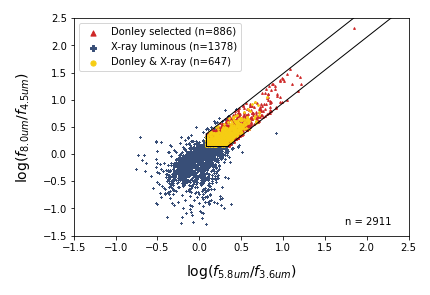 2.5
2.0
1.5
1.0
0.5
0.0
−0.5
−1.0
−1.5
log(f8.0um/f4.5um)
Donley selected (n=886)
X-ray luminous (n=1378)
Donley & X-ray (n=647)
n = 2911
−1.5 −1.0 −0.5 0.0 0.5 1.0 1.5 2.0 2.5
log(f5.8um/f3.6um)